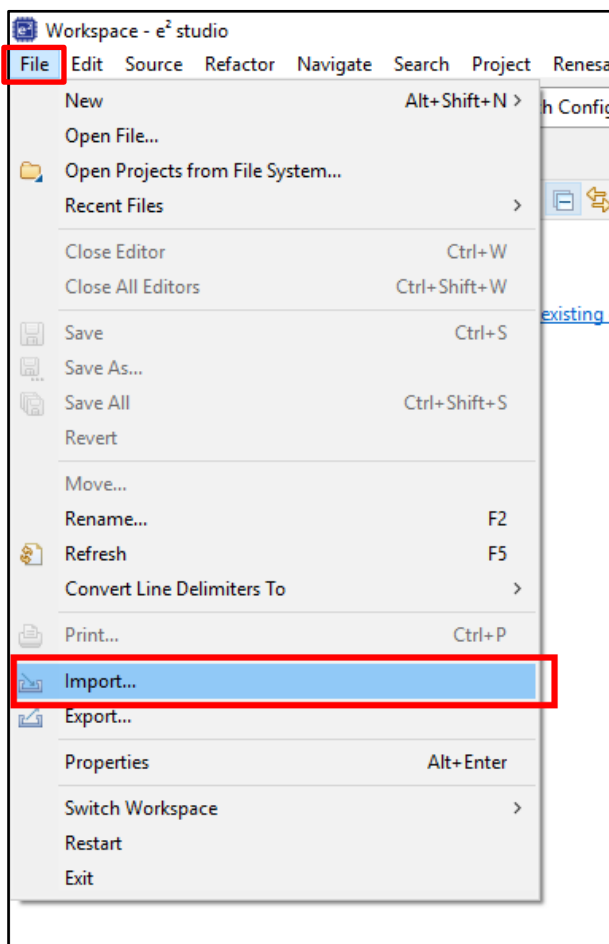 Workspace - e² studio
File Edit Source Refactor Navigate Search Project Renesa
New Alt+Shift+N >
h Config
Open File...
Open Projects from File System...
Recent Files >
Close Editor Ctrl+W
Close All Editors Ctrl+Shift+W
existing
Save Ctrl+S
Save As...
Save All Ctrl+Shift+S
Revert
Move...
Rename... F2
Refresh F5
Convert Line Delimiters To >
Print... Ctrl+P
Import...
Export...
Properties Alt+Enter
Switch Workspace >
Restart
Exit